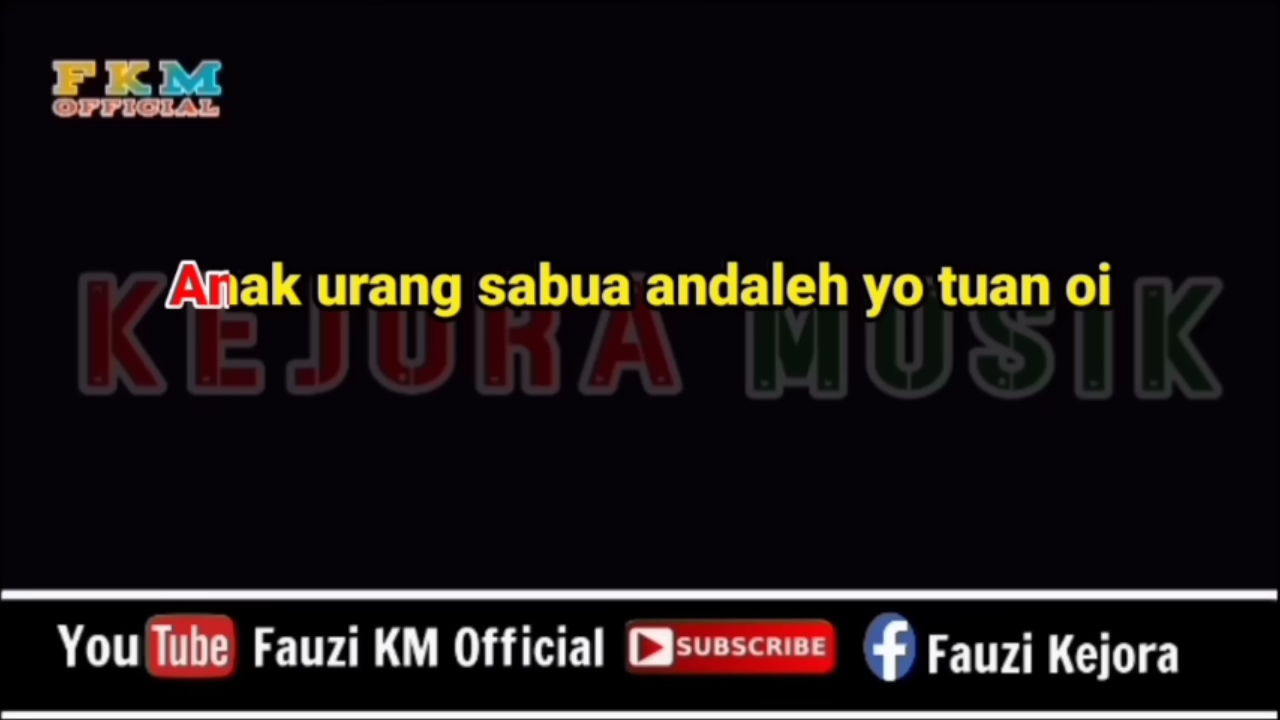 FKM
OFFICIAL
Anak urang sabua andaleh yo tuan oi
KEJORA MUSIK
YouTube Fauzi KM Official SUBSCRIBE f Fauzi Kejora